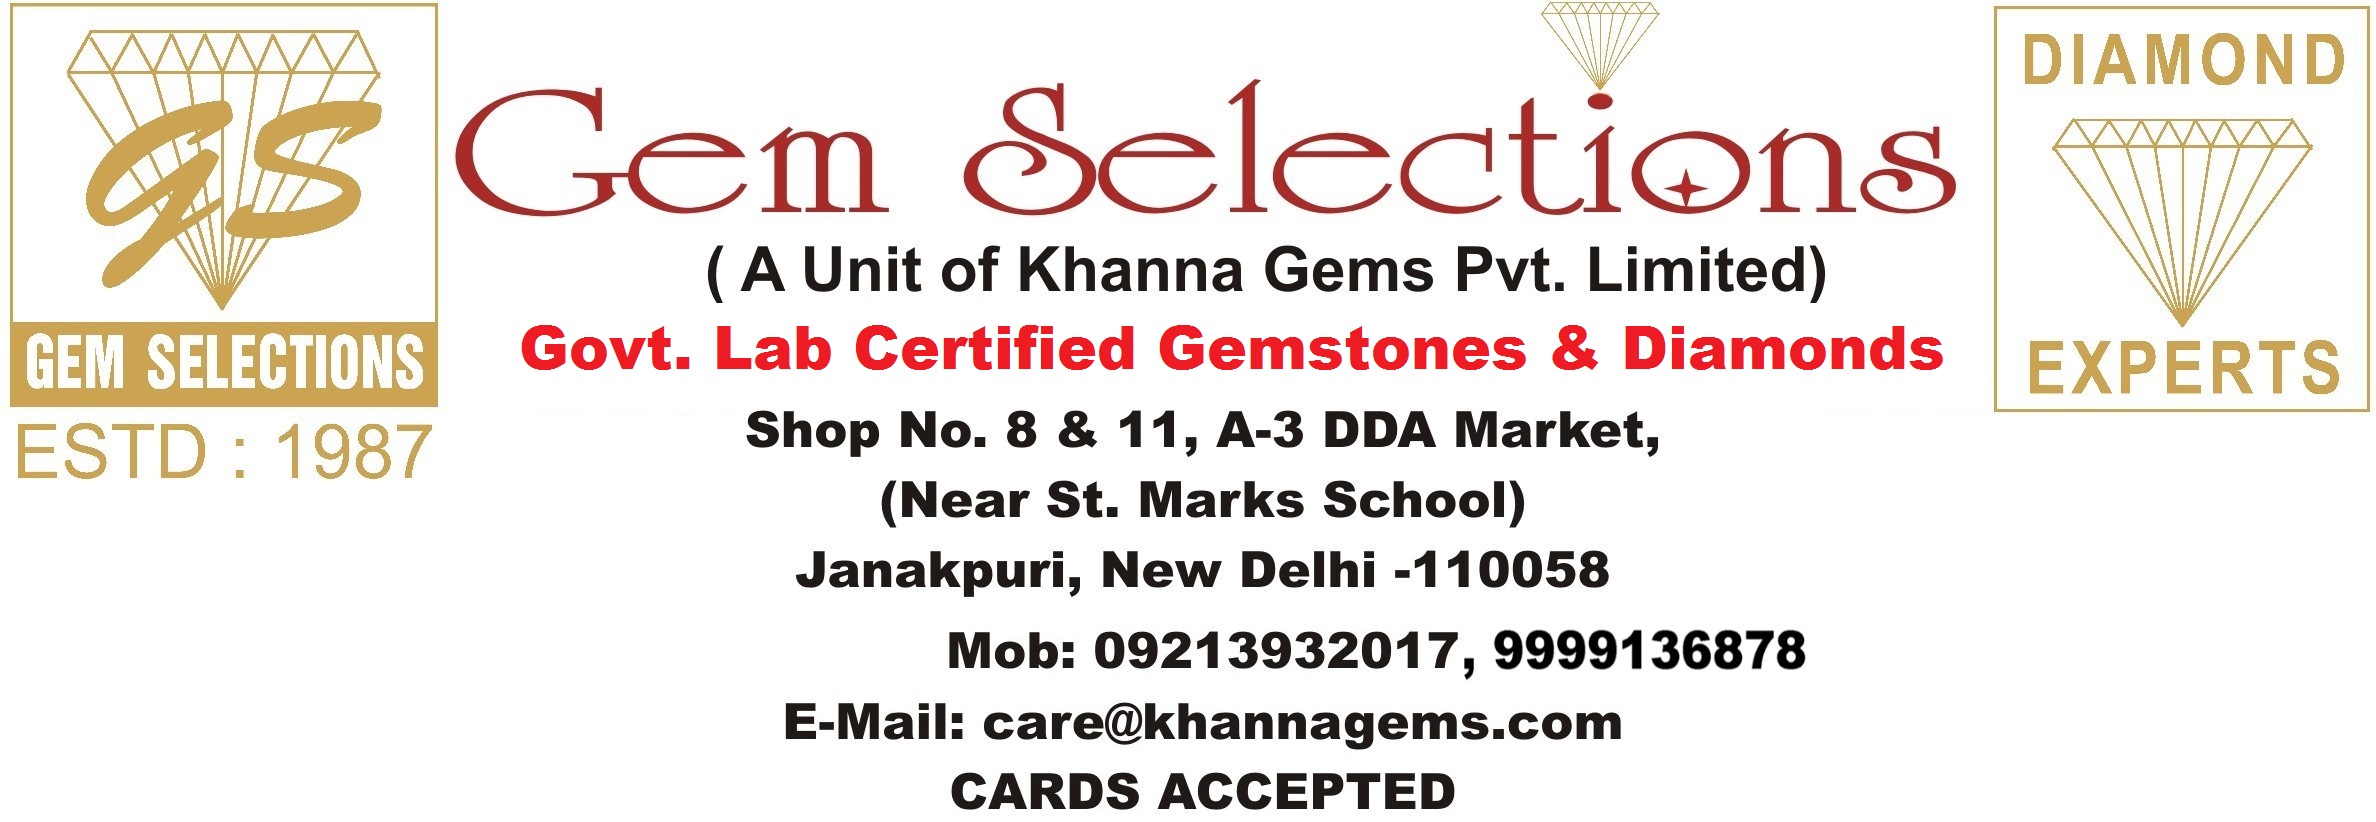 GS
GEM SELECTIONS
ESTD : 1987
Gem Selections
( A Unit of Khanna Gems Pvt. Limited)
Govt. Lab Certified Gemstones & Diamonds
Shop No. 8 & 11, A-3 DDA Market,
(Near St. Marks School)
Janakpuri, New Delhi -110058
Mob: 09213932017, 9999136878
E-Mail: care@khannagems.com
CARDS ACCEPTED
DIAMOND
EXPERTS